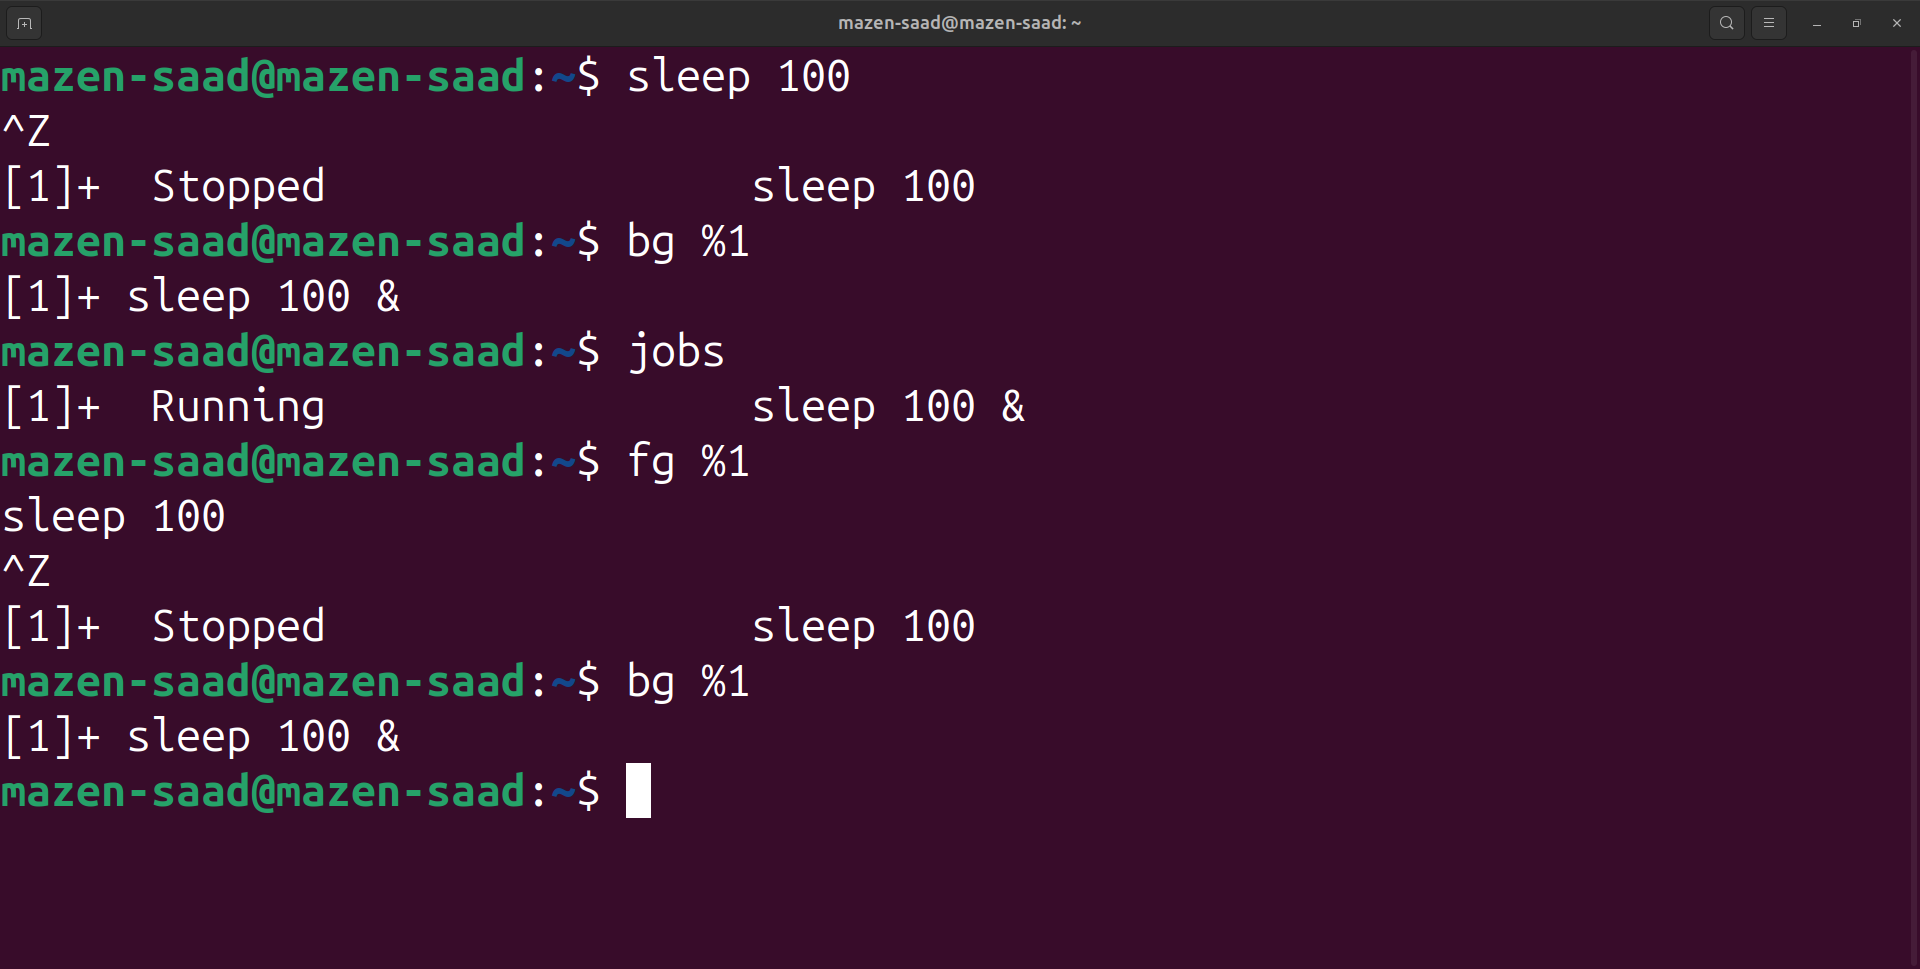 mazen-saad@mazen-saad: ~
mazen-saad@mazen-saad:~$ sleep 100
^Z
[1]+  Stopped                 sleep 100
mazen-saad@mazen-saad:~$ bg %1
[1]+ sleep 100 &
mazen-saad@mazen-saad:~$ jobs
[1]+  Running                 sleep 100 &
mazen-saad@mazen-saad:~$ fg %1
sleep 100
^Z
[1]+  Stopped                 sleep 100
mazen-saad@mazen-saad:~$ bg %1
[1]+ sleep 100 &
mazen-saad@mazen-saad:~$